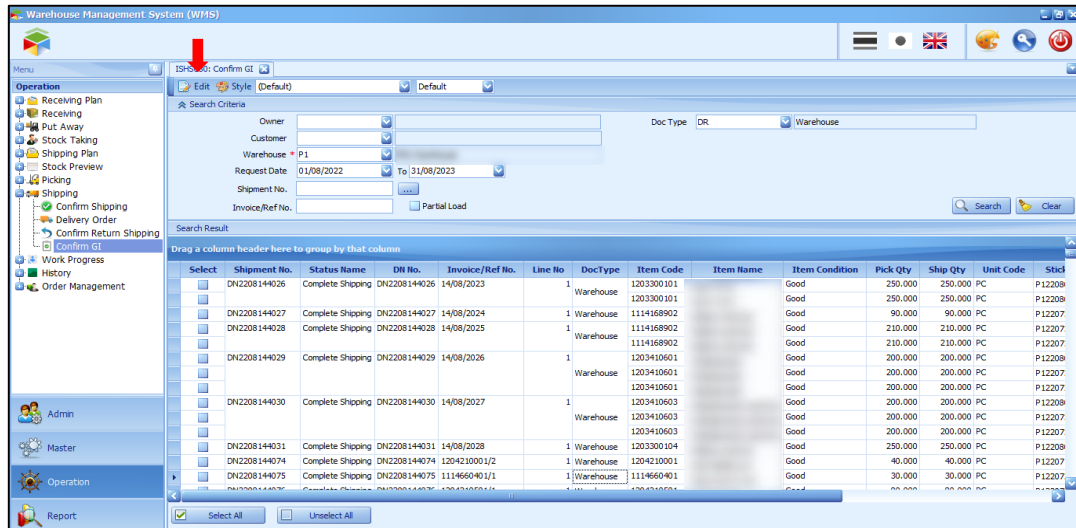 Warehouse Management System (WMS)
Menu
Operation
Receiving Plan
Receiving
Put Away
Stock Taking
Shipping Plan
Stock Preview
Picking
Shipping
Confirm Shipping
Delivery Order
Confirm Return Shipping
Confirm GI
Work Progress
History
Order Management
Admin
Master
Operation
Report
Confirm GI
Edit Style (Default) Default
Search Criteria
Owner Doc Type DR Warehouse
Customer
Warehouse * P1
Request Date 01/08/2022 To 31/08/2023
Shipment No. ...
Invoice/Ref No. Partial Load Search Clear
Search Result
Drag a column header here to group by that column
Select Shipment No. Status Name DN No. Invoice/Ref No. Line No DocType Item Code Item Name Item Condition Pick Qty Ship Qty Unit Code
DN2208144026 Complete Shipping DN2208144026 14/08/2023 1 Warehouse 1203300101 Good 250.000 250.000 PC
1203300101 Good 250.000 250.000 PC
DN2208144027 Complete Shipping DN2208144027 14/08/2024 1 Warehouse 1114168902 Good 90.000 90.000 PC
DN2208144028 Complete Shipping DN2208144028 14/08/2025 1 Warehouse 1114168902 Good 210.000 210.000 PC
1114168902 Good 210.000 210.000 PC
DN2208144029 Complete Shipping DN2208144029 14/08/2026 1 Warehouse 1203410601 Good 200.000 200.000 PC
1203410601 Good 200.000 200.000 PC
1203410601 Good 200.000 200.000 PC
DN2208144030 Complete Shipping DN2208144030 14/08/2027 1 Warehouse 1203410603 Good 200.000 200.000 PC
1203410603 Good 200.000 200.000 PC
1203410603 Good 200.000 200.000 PC
DN2208144031 Complete Shipping DN2208144031 14/08/2028 1 Warehouse 1203300104 Good 250.000 250.000 PC
DN2208144074 Complete Shipping DN2208144074 1204210001/2 1 Warehouse 1204210001 Good 40.000 40.000 PC
DN2208144075 Complete Shipping DN2208144075 1114660401/1 1 Warehouse 1114660401 Good 30.000 30.000 PC
Select All Unselect All